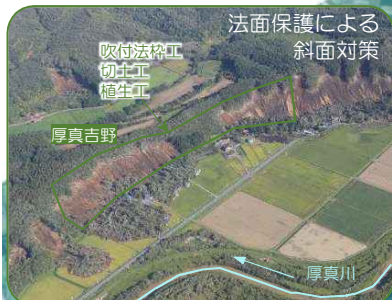 法面保護による
斜面対策
吹付法枠工
切土工
植生工
厚真吉野
厚真川